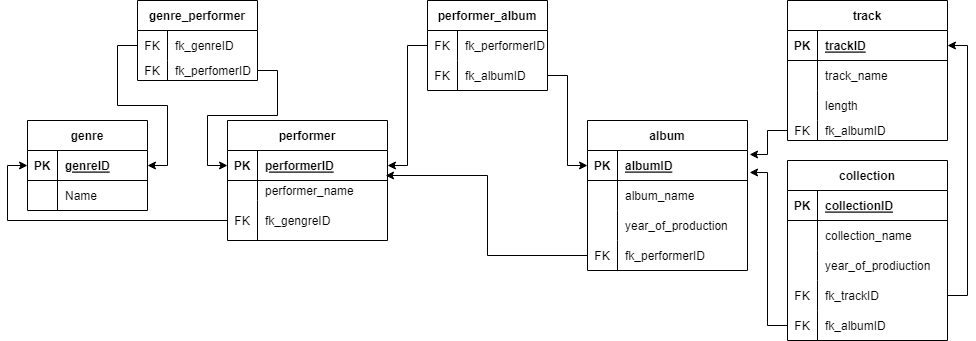 genre_performer
FK fk_genreID
FK fk_perfomerID
performer_album
FK fk_performerID
FK fk_albumID
track
PK trackID
track_name
length
FK fk_albumID
genre
PK genreID
Name
performer
PK performerID
performer_name
FK fk_gengreID
album
PK albumID
album_name
year_of_production
FK fk_performerID
collection
PK collectionID
collection_name
year_of_prodiuction
FK fk_trackID
FK fk_albumID